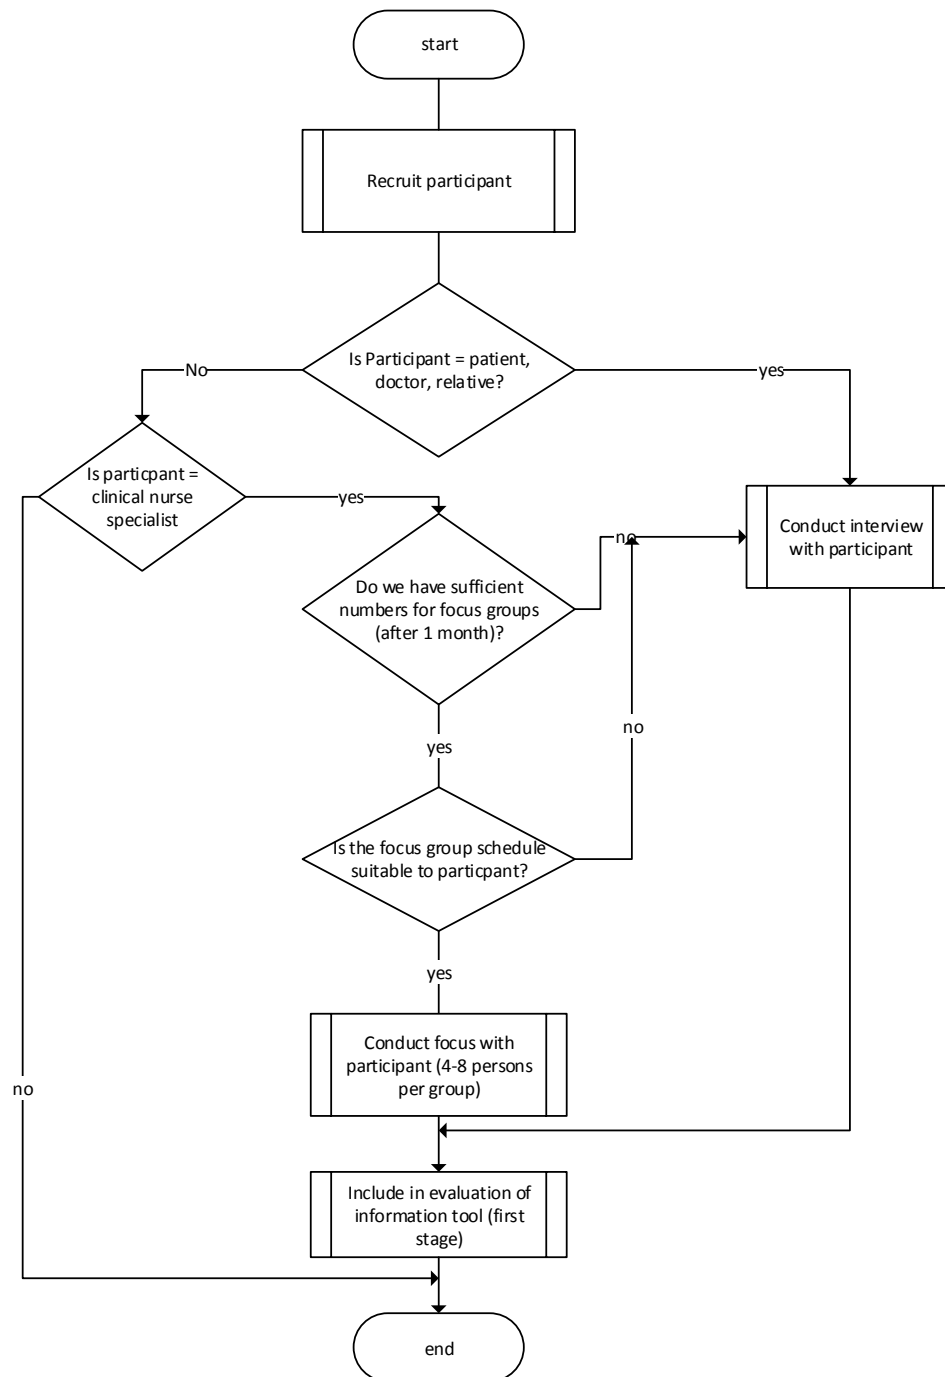 start
Recruit participant
Is Participant = patient,
doctor, relative?
No
yes
Is particpant =
clinical nurse
specialist
yes
Conduct interview
with participant
no
Do we have sufficient
numbers for focus groups
(after 1 month)?
no
yes
Is the focus group schedule
suitable to particpant?
yes
Conduct focus with
participant (4-8 persons
per group)
no
Include in evaluation of
information tool (first
stage)
end